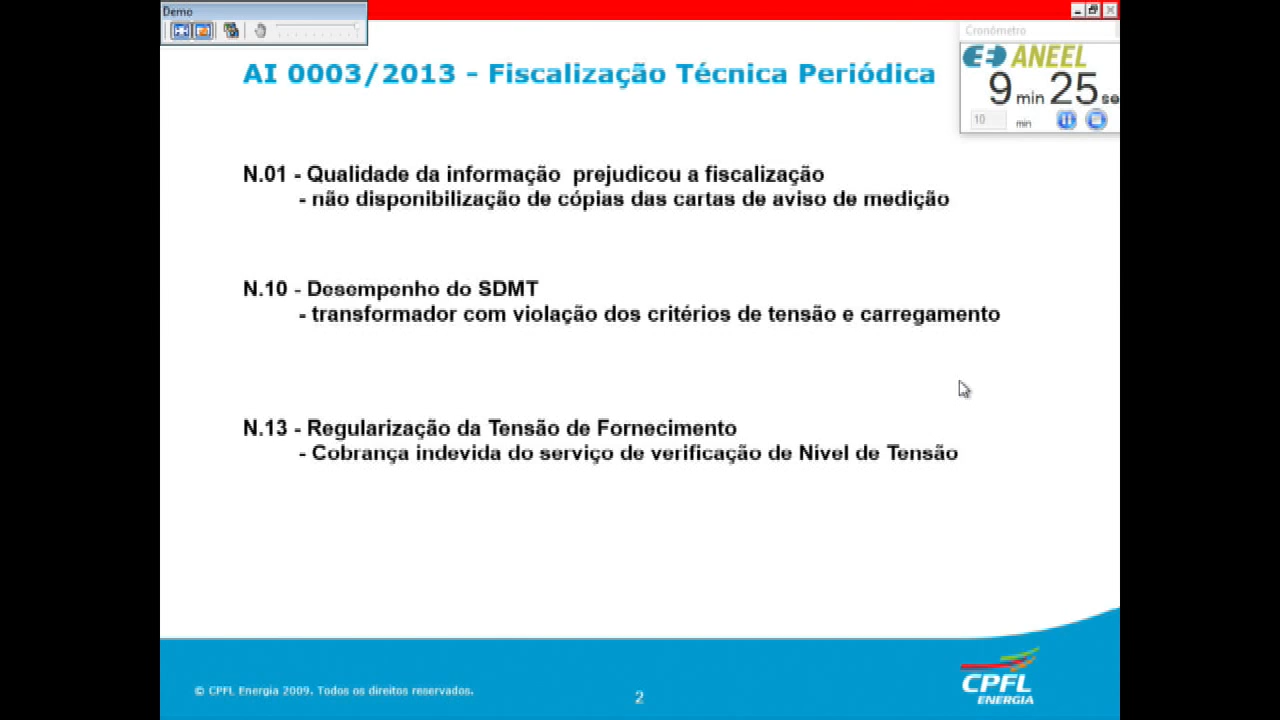 Demo
Cronômetro
ANEEL
9 min 25 se
10 min
AI 0003/2013 - Fiscalização Técnica Periódica
N.01 - Qualidade da informação prejudicou a fiscalização
- não disponibilização de cópias das cartas de aviso de medição
N.10 - Desempenho do SDMT
- transformador com violação dos critérios de tensão e carregamento
N.13 - Regularização da Tensão de Fornecimento
- Cobrança indevida do serviço de verificação de Nível de Tensão
© CPFL Energia 2009. Todos os direitos reservados.
2
CPFL
ENERGIA